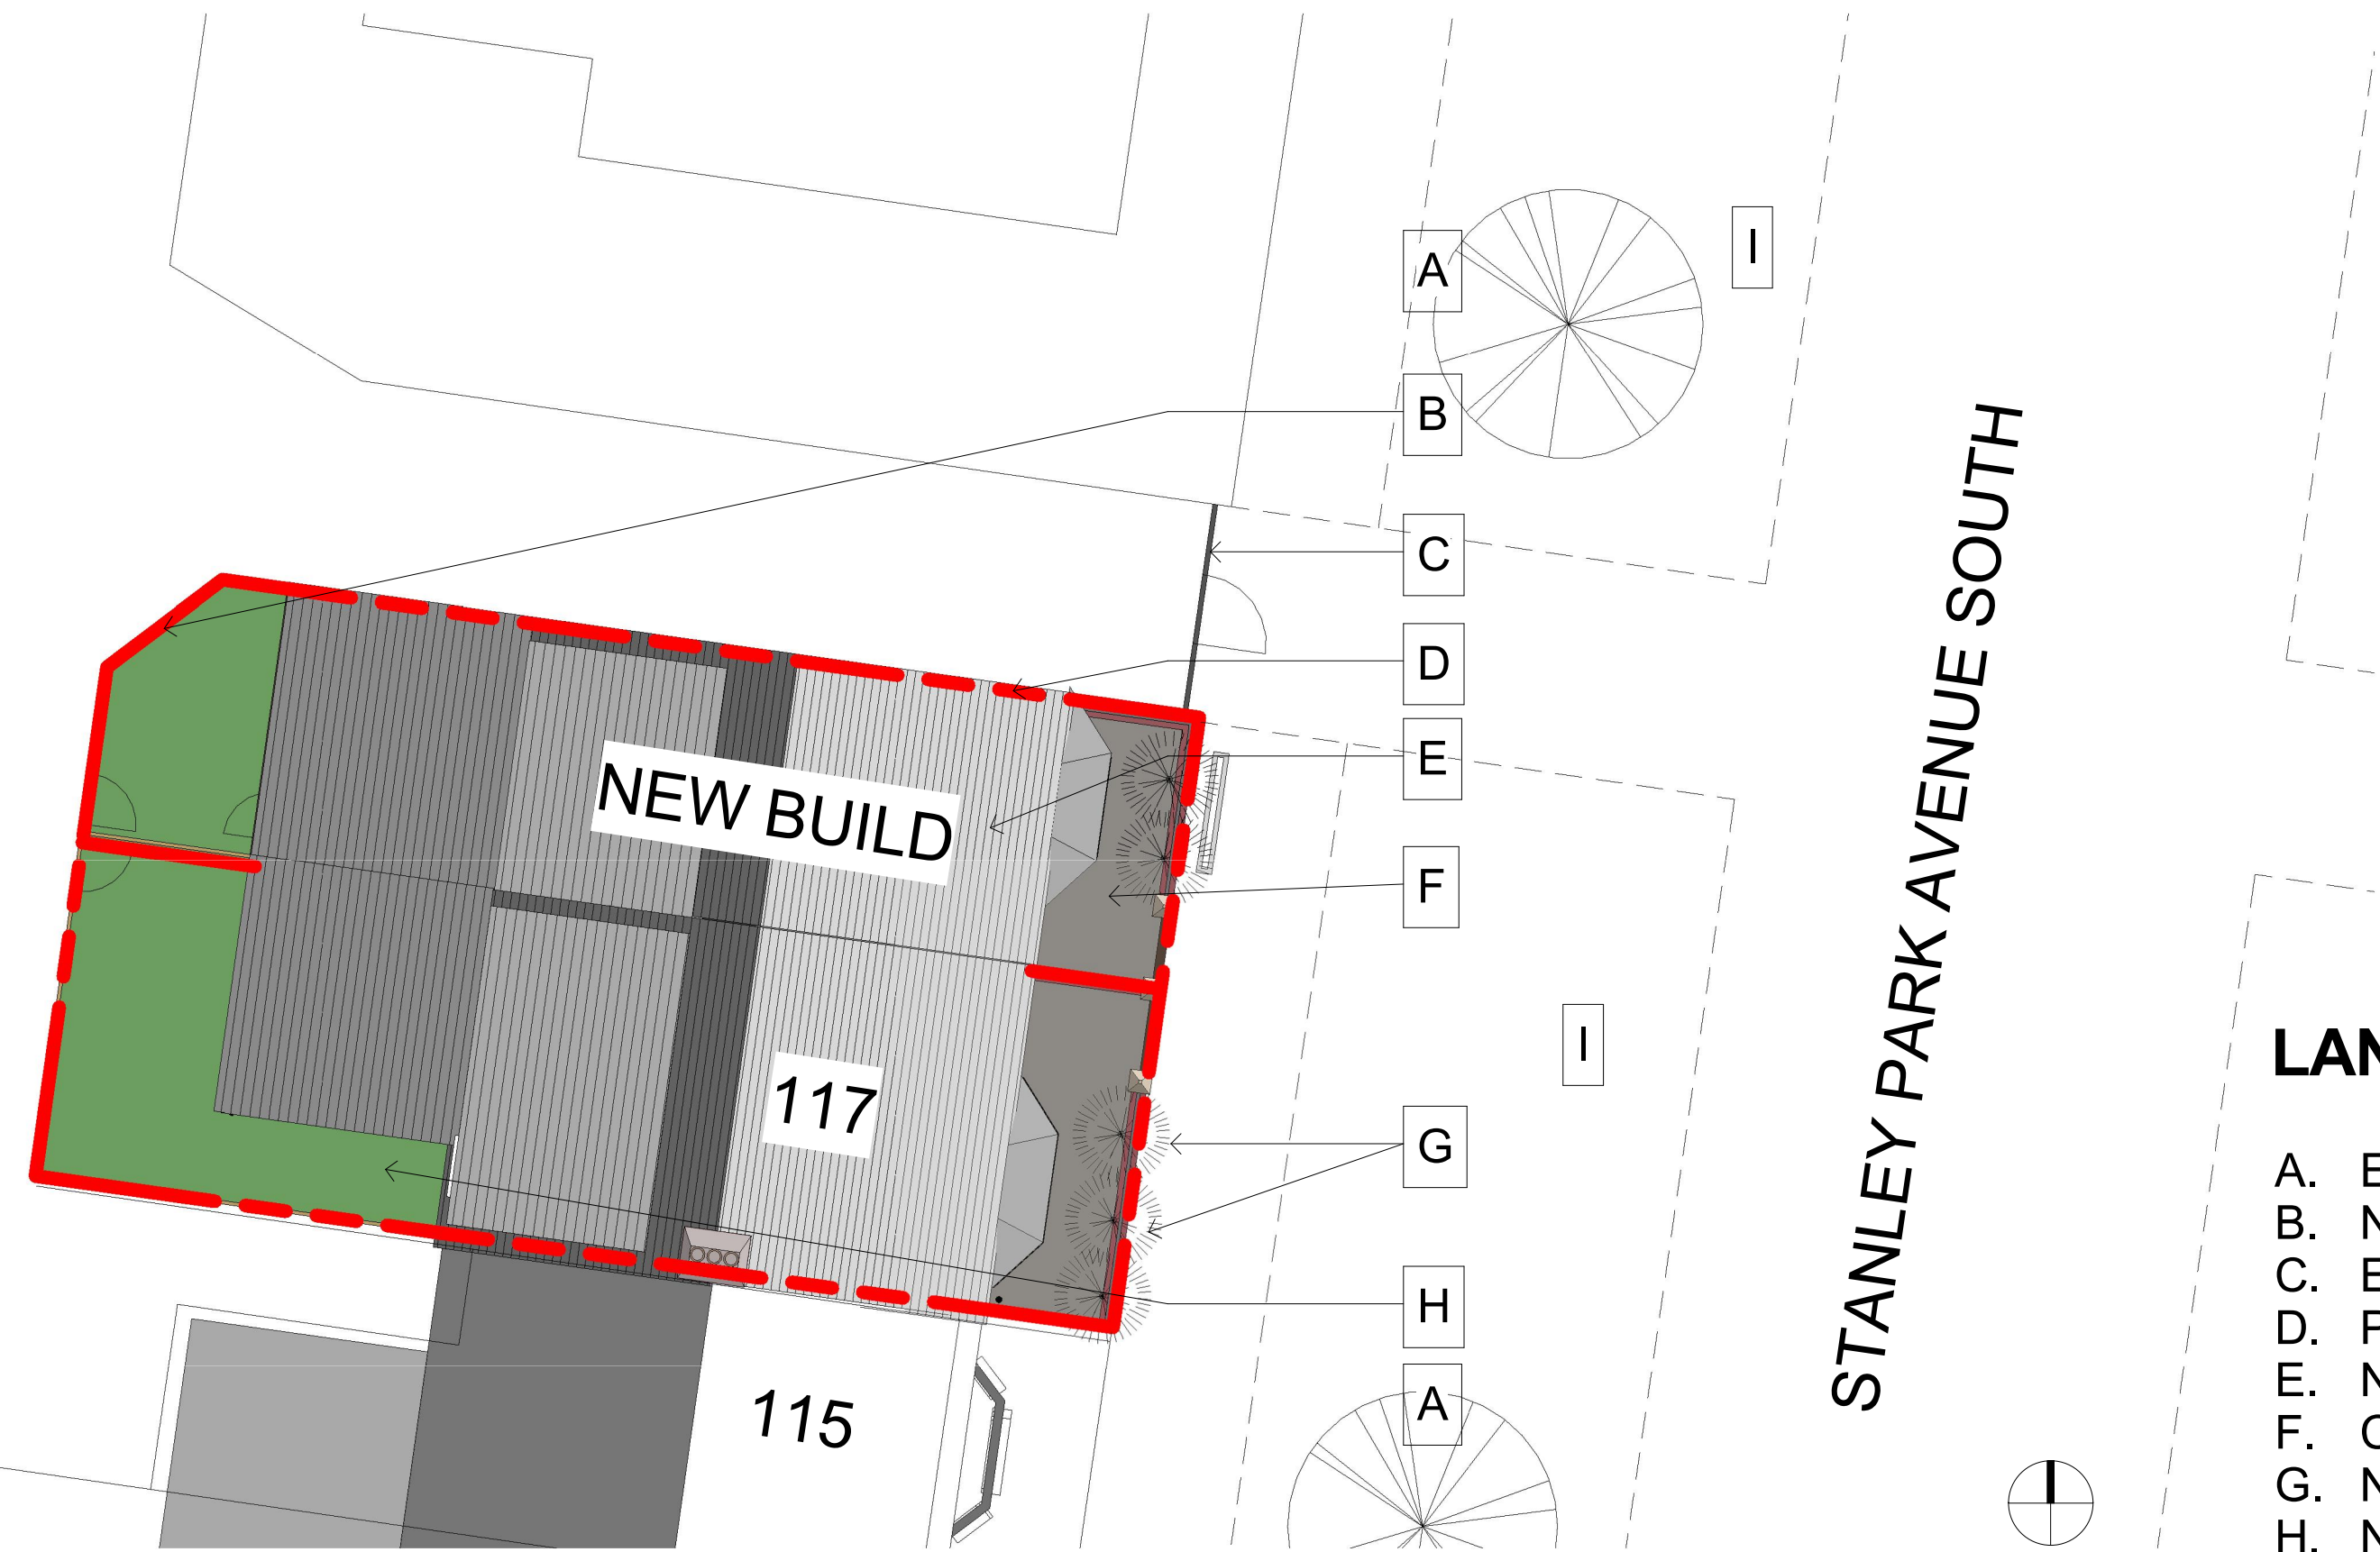 A
I
B
C
D
E
F
NEW BUILD
117
I
G
H
A
115
STANLEY PARK AVENUE SOUTH
LAN
A. E
B. N
C. E
D. P
E. N
F. C
G. N
H. N